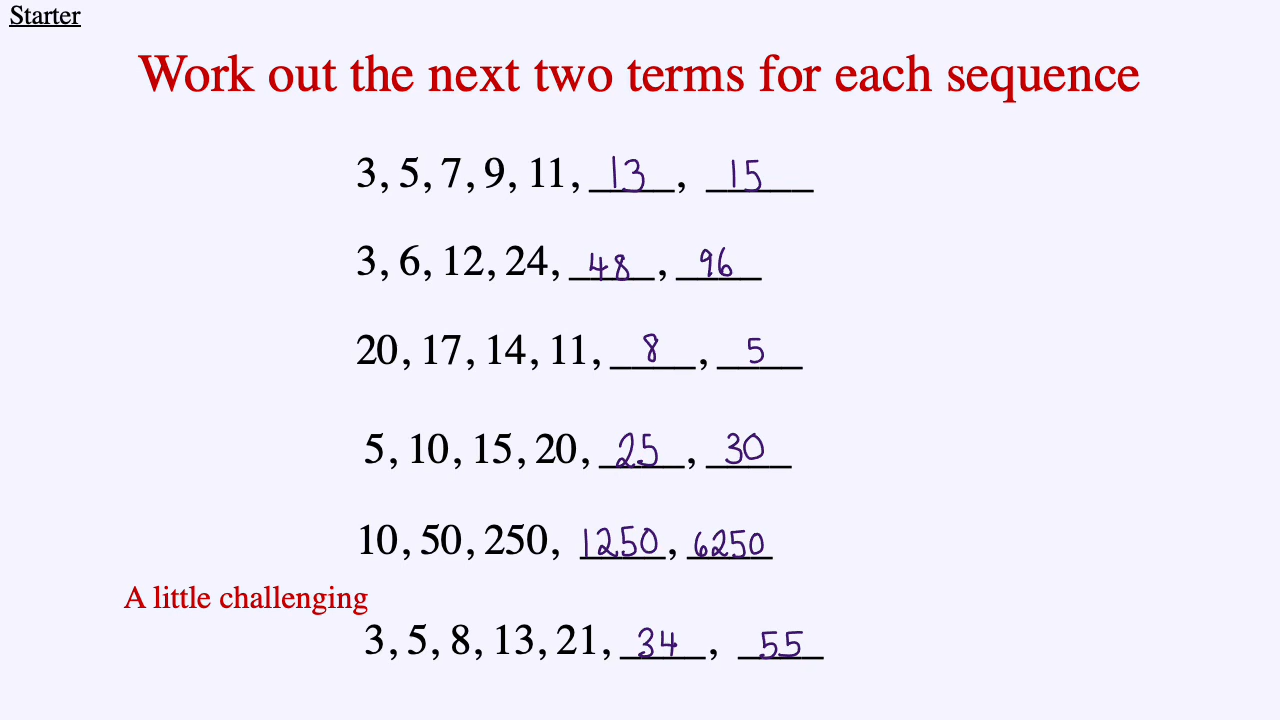 Starter
Work out the next two terms for each sequence
3, 5, 7, 9, 11, 13, 15
3, 6, 12, 24, 48, 96
20, 17, 14, 11, 8, 5
5, 10, 15, 20, 25, 30
10, 50, 250, 1250, 6250
A little challenging
3, 5, 8, 13, 21, 34, 55